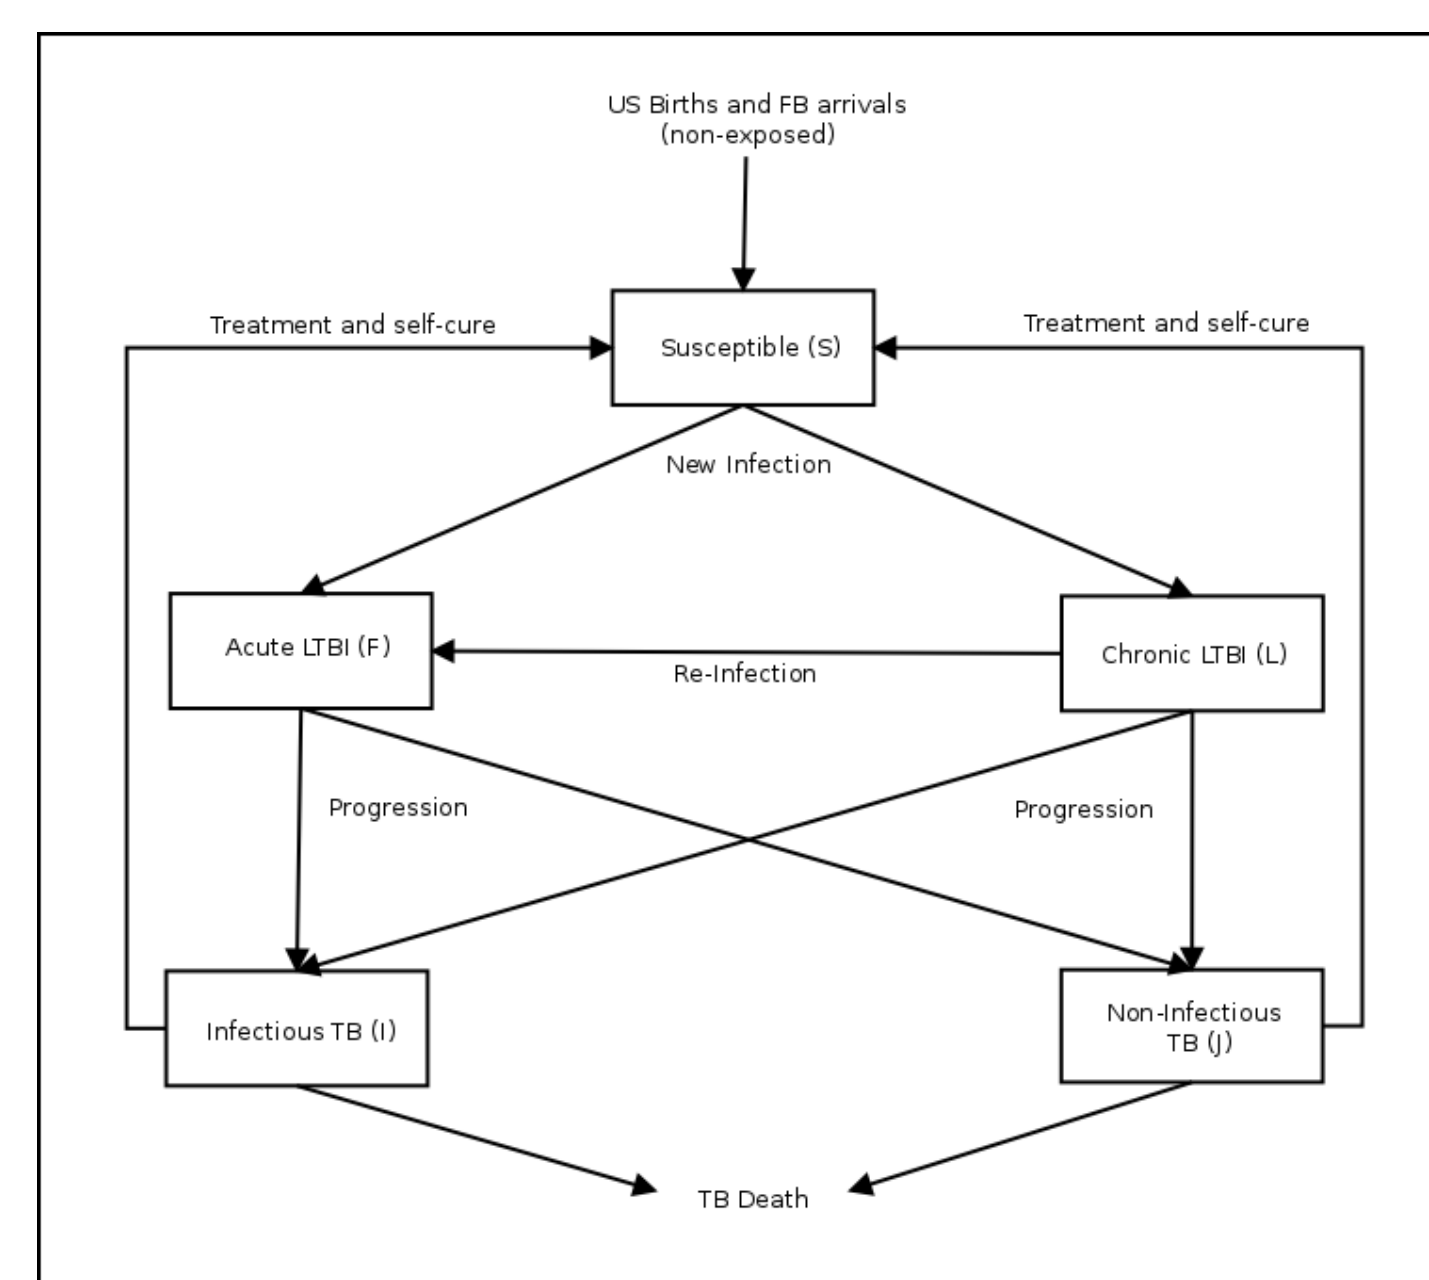 US Births and FB arrivals
(non-exposed)
Treatment and self-cure
Treatment and self-cure
Susceptible (S)
New Infection
Acute LTBI (F)
Chronic LTBI (L)
Re-Infection
Progression
Progression
Infectious TB (I)
Non-Infectious
TB (J)
TB Death